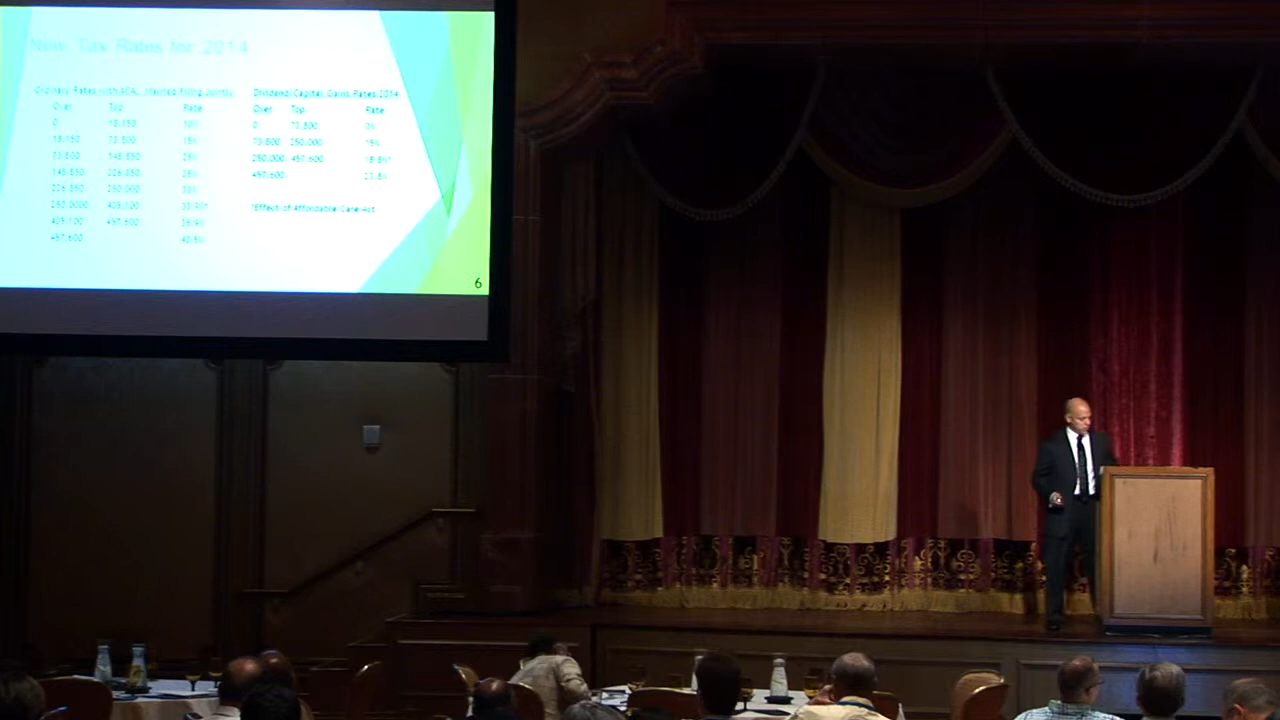 New Tax Rates for 2014
Ordinary Rates with ACA, Married Filing Jointly
Over Top Rate
0 18,150 10%
18,150 73,800 15%
73,800 148,850 25%
148,850 226,850 28%
226,850 250,000 33%
250,0000 405,100
405,100 457,600
457,600
Dividend/Capital Gains Rates 2014
Over Top Rate
0 73,800 0%
73,800 250,000 15%
250,000 457,600 18.8%*
457,600 23.8%
*Effect of Affordable Care Act
6